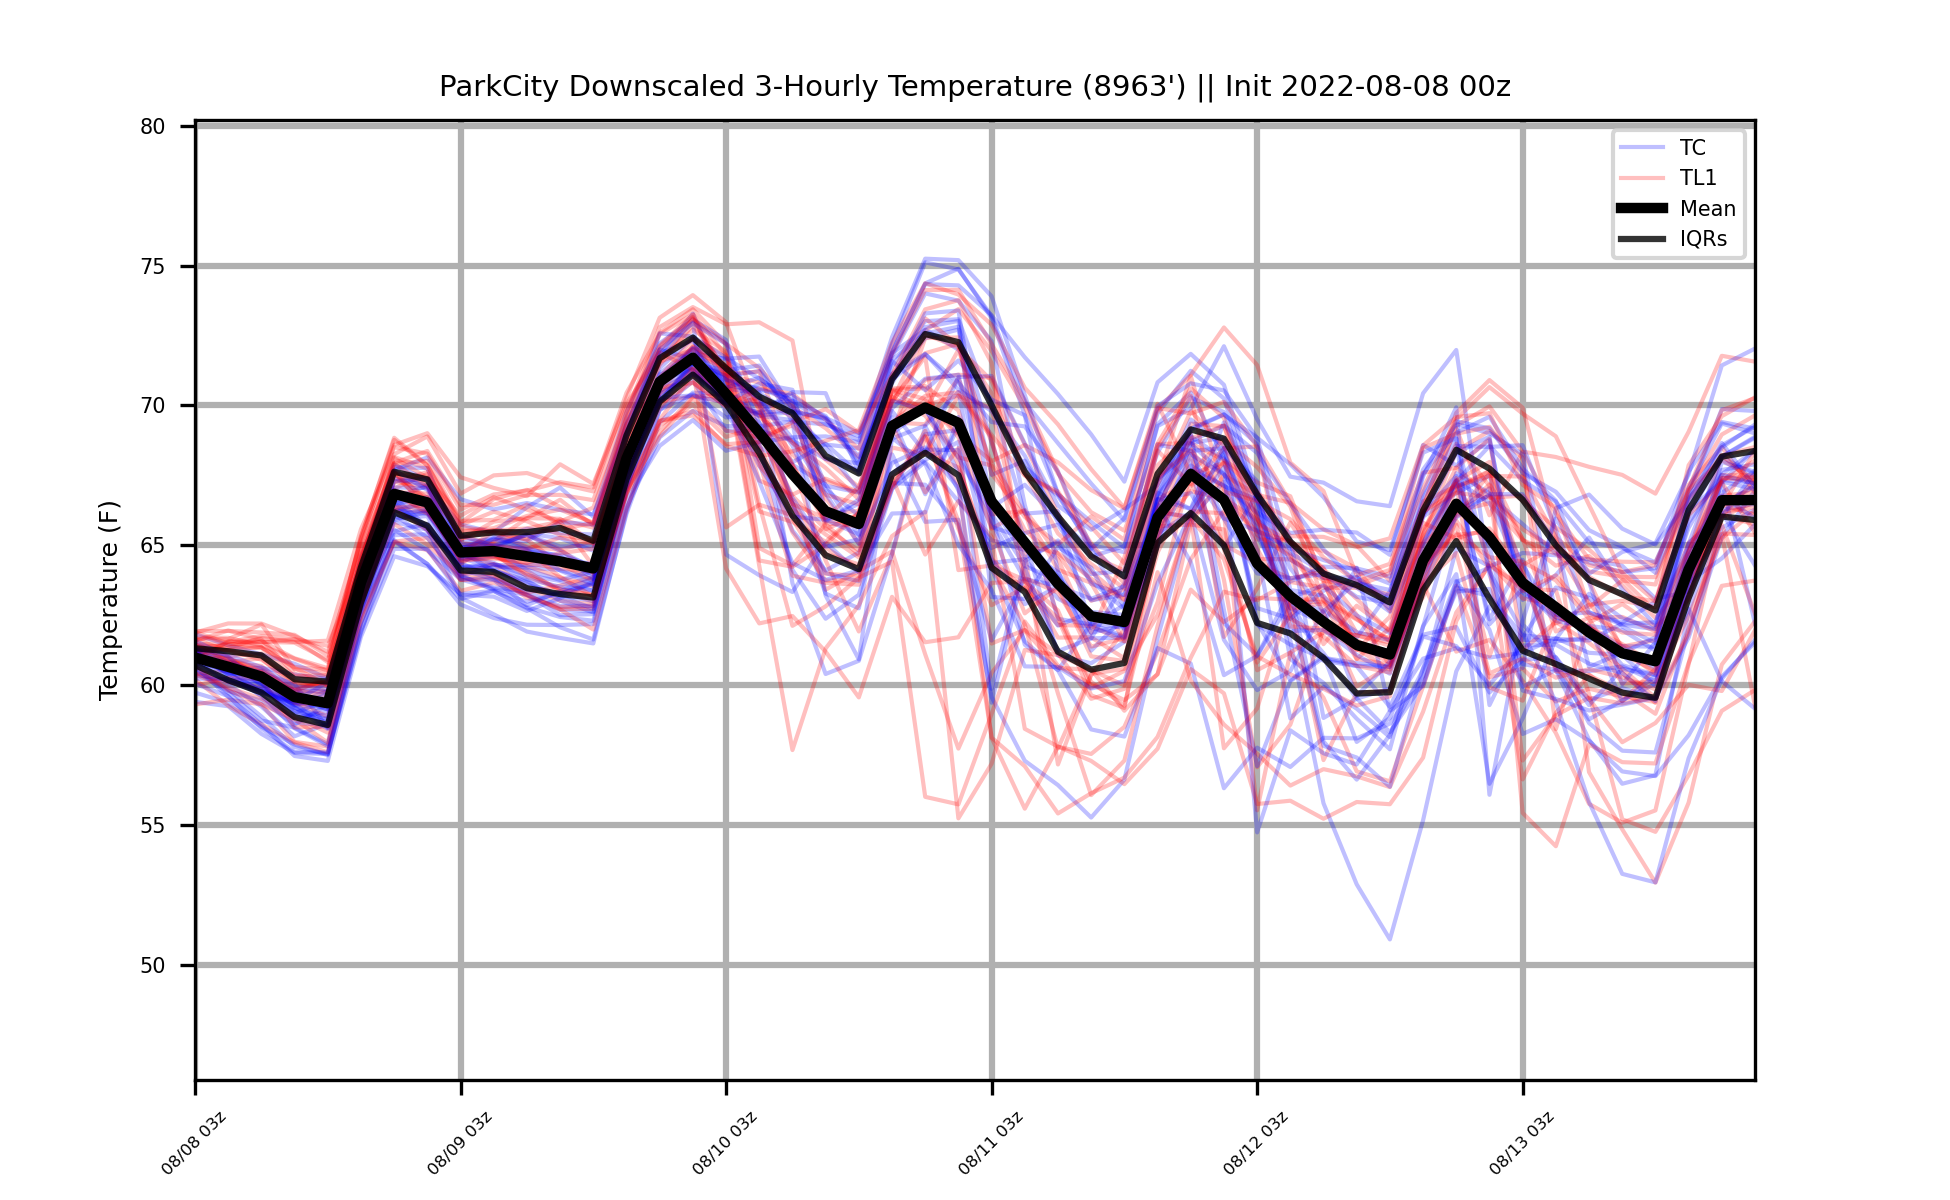 ParkCity Downscaled 3-Hourly Temperature (8963') || Init 2022-08-08 00z
TC
TL1
Mean
IQRs
Temperature (F)
80
75
70
65
60
55
50
08/08 03z
08/09 03z
08/10 03z
08/11 03z
08/12 03z
08/13 03z